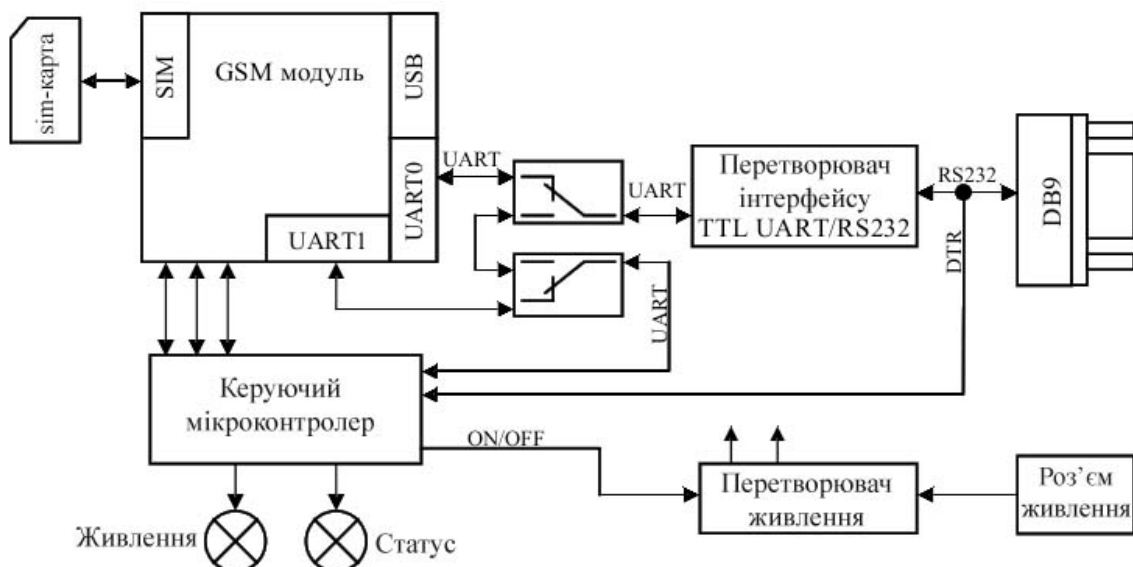 sim-карта
SIM
GSM модуль
USB
UART0
UART1
UART
UART
Перетворювач
інтерфейсу
TTL UART/RS232
RS232
DB9
DTR
UART
Керуючий
мікроконтролер
ON/OFF
Перетворювач
живлення
Роз’єм
живлення
Живлення
Статус